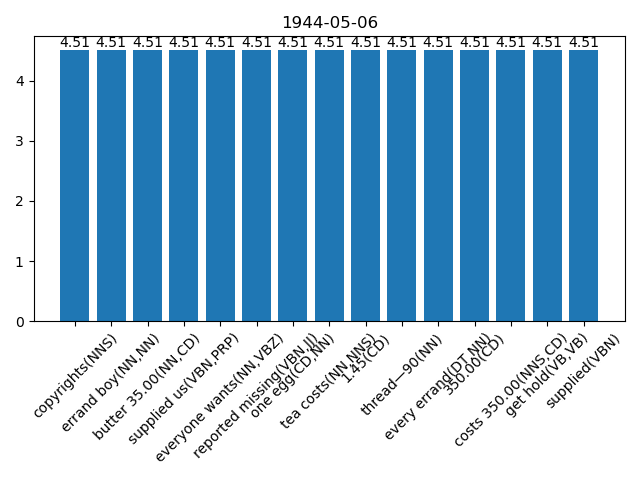 1944-05-06
4.51 4.51 4.51 4.51 4.51 4.51 4.51 4.51 4.51 4.51 4.51 4.51 4.51 4.51 4.51
4
3
2
1
0
copyrights(NNS)
errand boy(NN,NN)
butter 35.00(NN,CD)
supplied us(VBN,PRP)
everyone wants(NN,VBZ)
reported missing(VBN,JJ)
one egg(CD,NN)
tea costs(NN,NNS)
1.45(CD)
thread—90(NN)
every errand(DT,NN)
350.00(CD)
costs 350.00(NNS,CD)
get hold(VB,VB)
supplied(VBN)